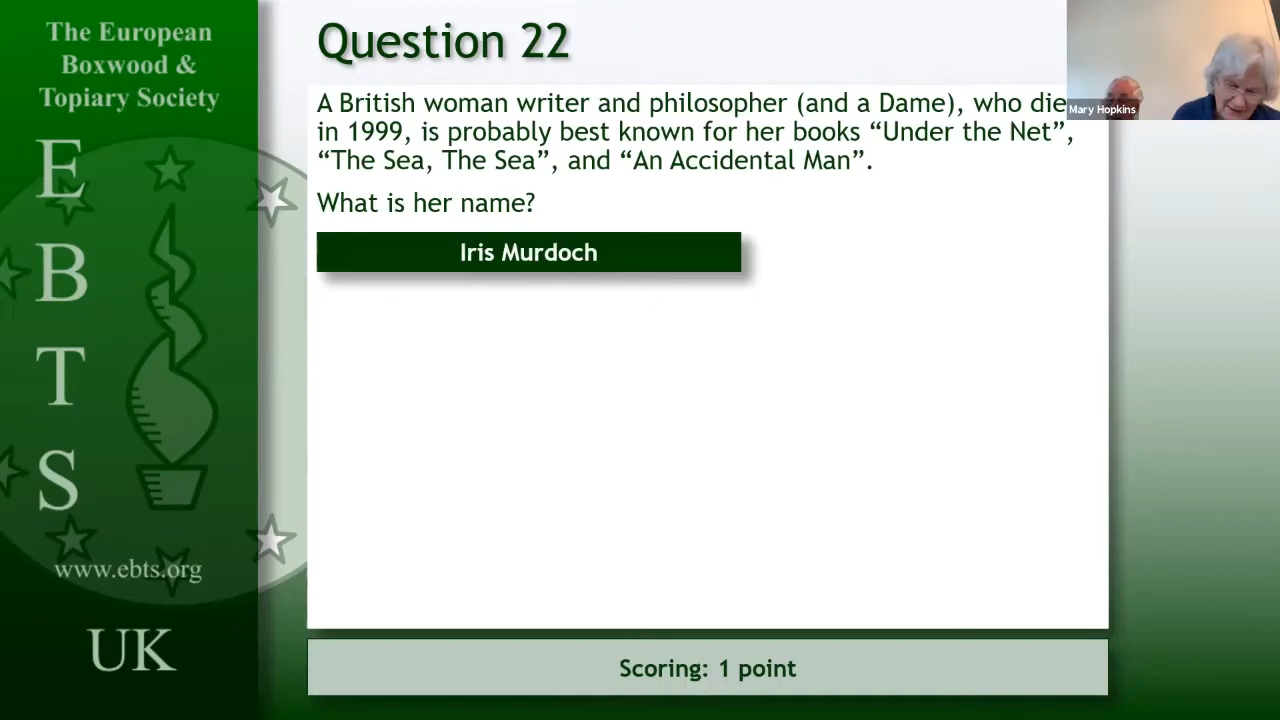 The European
Boxwood &
Topiary Society
E
B
T
S
www.ebts.org
UK
Question 22
A British woman writer and philosopher (and a Dame), who die
in 1999, is probably best known for her books “Under the Net”,
“The Sea, The Sea”, and “An Accidental Man”.
What is her name?
Iris Murdoch
Scoring: 1 point
Mary Hopkins